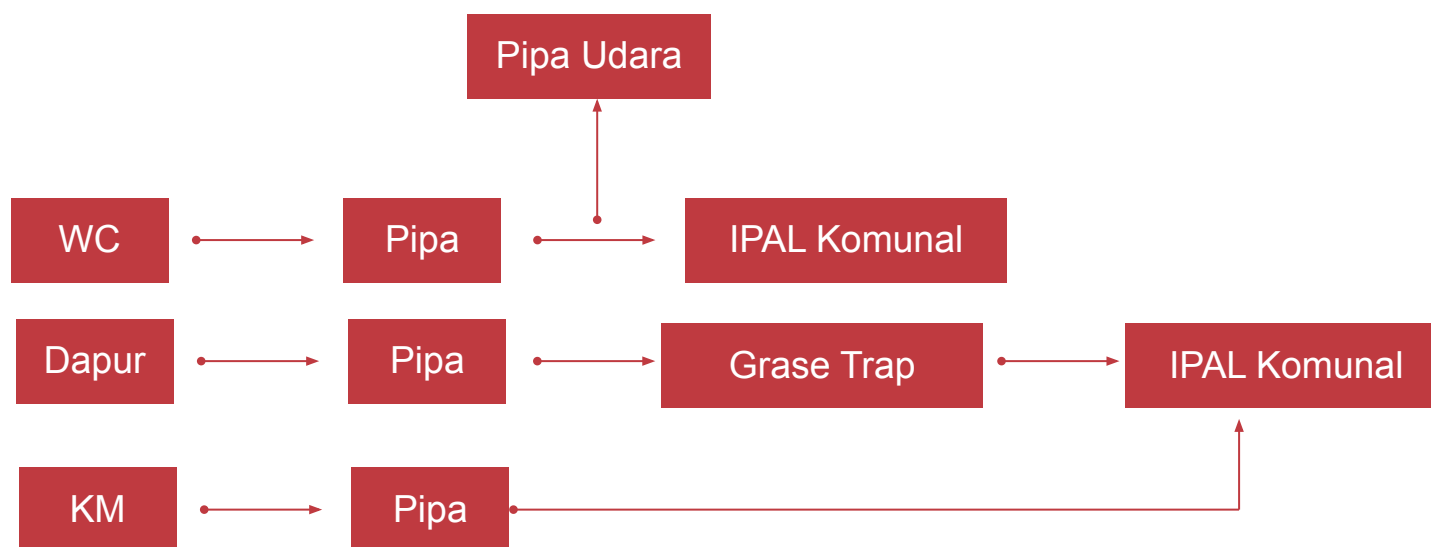 Pipa Udara
WC
Pipa
IPAL Komunal
Dapur
Pipa
Grase Trap
IPAL Komunal
KM
Pipa